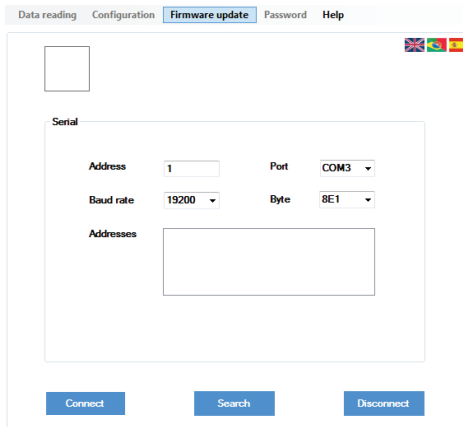 Data reading Configuration Firmware update Password Help
Serial
Address 1 Port COM3
Baud rate 19200 Byte 8E1
Addresses
Connect Search Disconnect